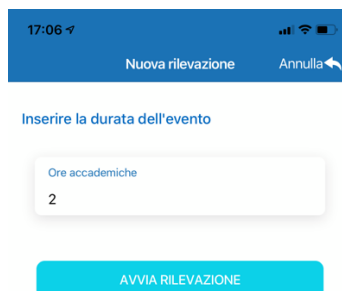 17:06
Nuova rilevazione
Annulla
Inserire la durata dell'evento
Ore accademiche
2
AVVIA RILEVAZIONE